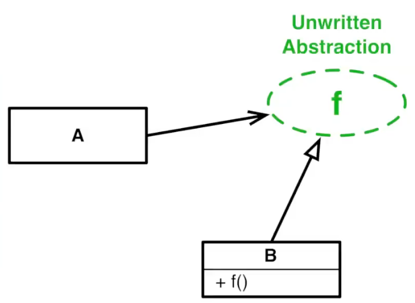 Unwritten
Abstraction
f
A
B
+ f()